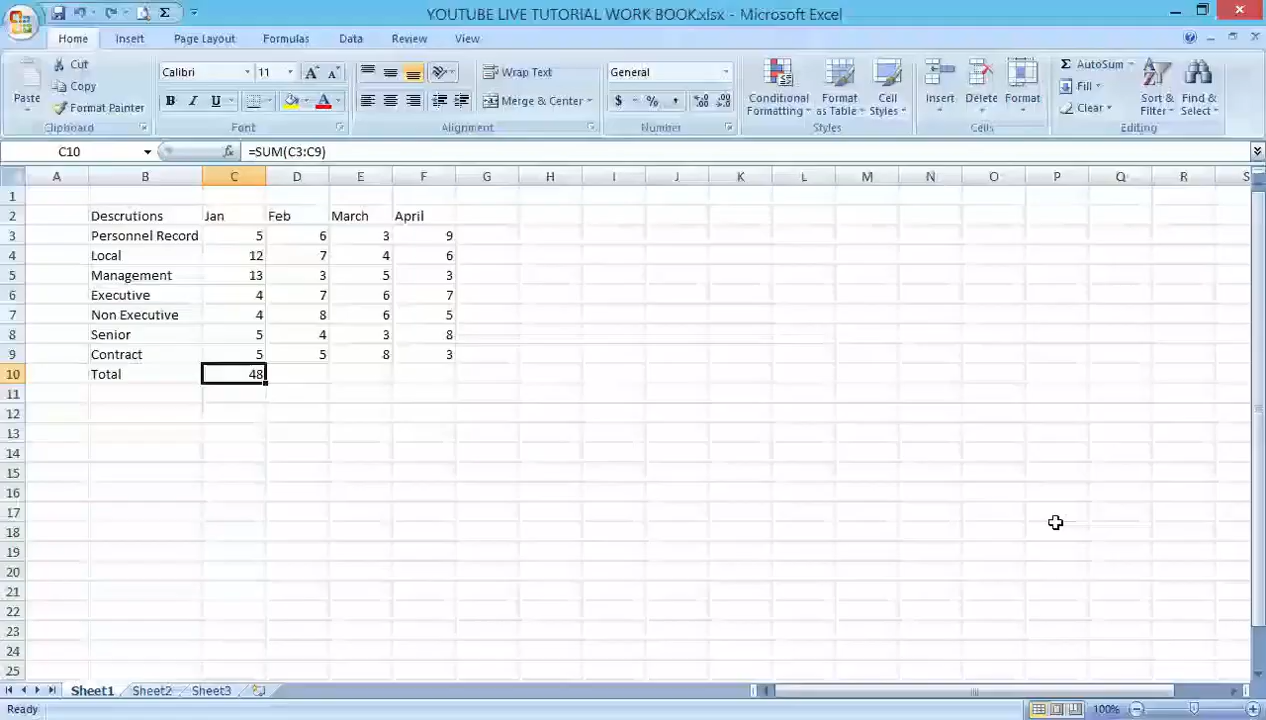 YOUTUBE LIVE TUTORIAL WORK BOOK.xlsx - Microsoft Excel
Home Insert Page Layout Formulas Data Review View
Paste Cut Copy Format Painter Clipboard
Calibri 11 B I U A A A Font
Wrap Text Merge & Center Alignment
General $ % , Number
Conditional Formatting Format as Table Cell Styles Styles
Insert Delete Format Cells
Σ AutoSum Fill Clear Sort & Filter Find & Select Editing
C10 fx =SUM(C3:C9)
A B C D E F G H I J K L M N O P Q R S
1
2 Descrutions Jan Feb March April
3 Personnel Record 5 6 3 9
4 Local 12 7 4 6
5 Management 13 3 5 3
6 Executive 4 7 6 7
7 Non Executive 4 8 6 5
8 Senior 5 4 3 8
9 Contract 5 5 8 3
10 Total 48
11
12
13
14
15
16
17
18
19
20
21
22
23
24
25
Sheet1 Sheet2 Sheet3
Ready 100%